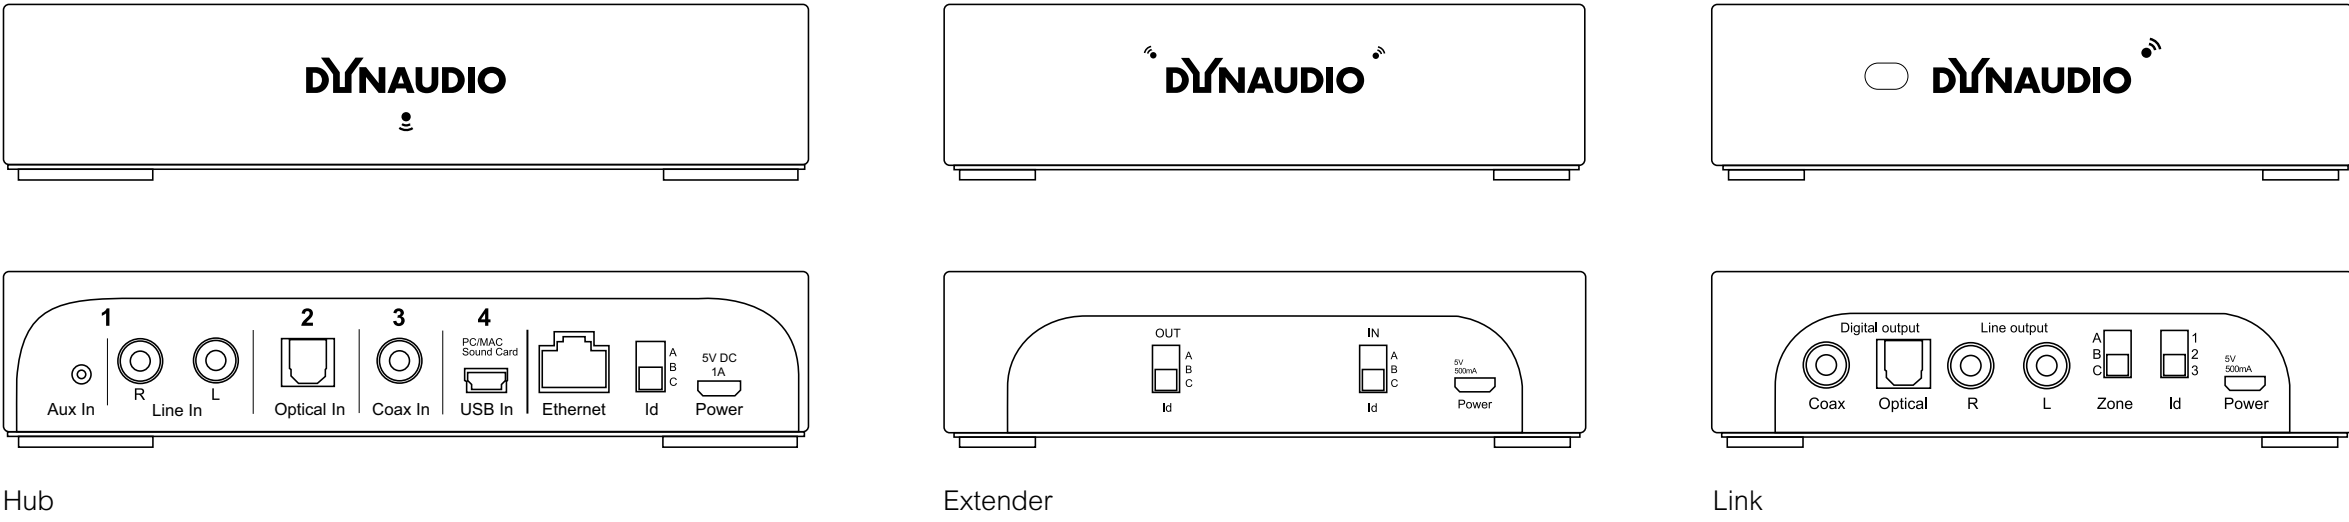 DYNAUDIO
DYNAUDIO
DYNAUDIO
1
2
3
4
PC/MAC
Sound Card
A
B
C
5V DC
1A
R
L
Aux In
Line In
Optical In
Coax In
USB In
Ethernet
Id
Power
OUT
IN
A
B
C
A
B
C
5V
500mA
Id
Id
Power
Digital output
Line output
A
B
C
1
2
3
5V
500mA
Coax
Optical
R
L
Zone
Id
Power
Hub
Extender
Link